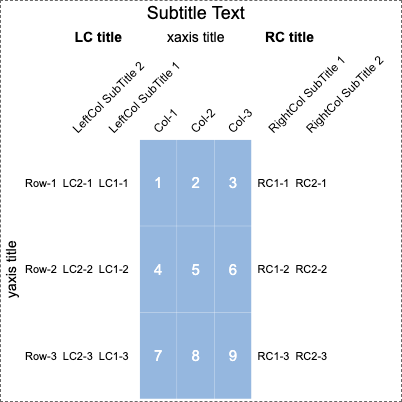 Subtitle Text
LC title xaxis title RC title
LeftCol SubTitle 2 LeftCol SubTitle 1 Col-1 Col-2 Col-3 RightCol SubTitle 1 RightCol SubTitle 2
yaxis title
Row-1 LC2-1 LC1-1 1 2 3 RC1-1 RC2-1
Row-2 LC2-2 LC1-2 4 5 6 RC1-2 RC2-2
Row-3 LC2-3 LC1-3 7 8 9 RC1-3 RC2-3